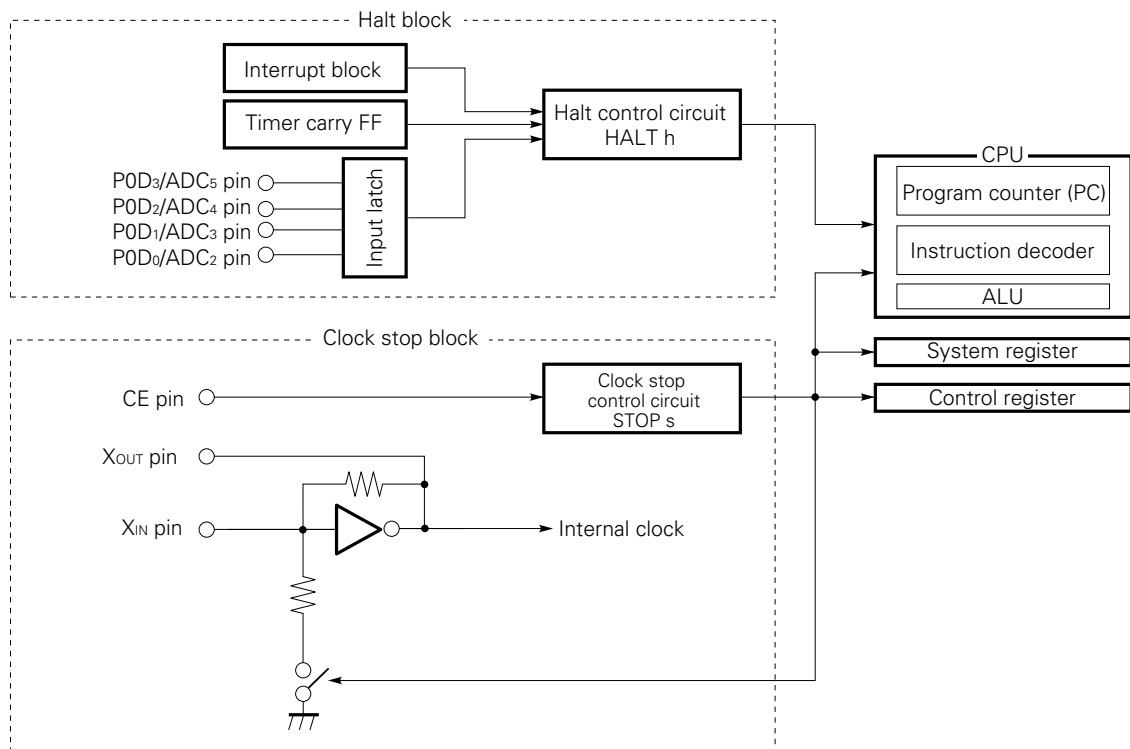 Halt block
Interrupt block
Timer carry FF
Halt control circuit
HALT h
P0D₃/ADC₅ pin
P0D₂/ADC₄ pin
P0D₁/ADC₃ pin
P0D₀/ADC₂ pin
Input latch
CPU
Program counter (PC)
Instruction decoder
ALU
System register
Control register
Clock stop block
CE pin
Clock stop
control circuit
STOP s
XOUT pin
XIN pin
Internal clock